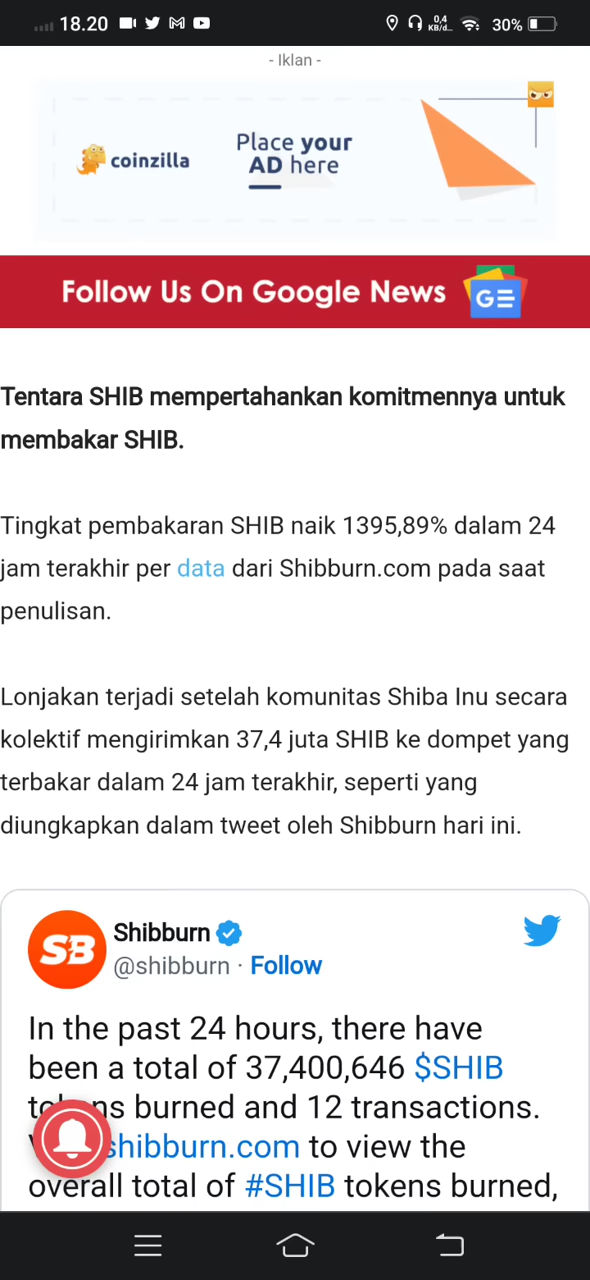 18.20
0,4
KB/d
30%
- Iklan -
coinzilla
Place your
AD here
Follow Us On Google News
G
Tentara SHIB mempertahankan komitmennya untuk
membakar SHIB.
Tingkat pembakaran SHIB naik 1395,89% dalam 24
jam terakhir per data dari Shibburn.com pada saat
penulisan.
Lonjakan terjadi setelah komunitas Shiba Inu secara
kolektif mengirimkan 37,4 juta SHIB ke dompet yang
terbakar dalam 24 jam terakhir, seperti yang
diungkapkan dalam tweet oleh Shibburn hari ini.
SB
Shibburn
@shibburn · Follow
In the past 24 hours, there have
been a total of 37,400,646 $SHIB
tokens burned and 12 transactions.
shibburn.com to view the
overall total of #SHIB tokens burned,